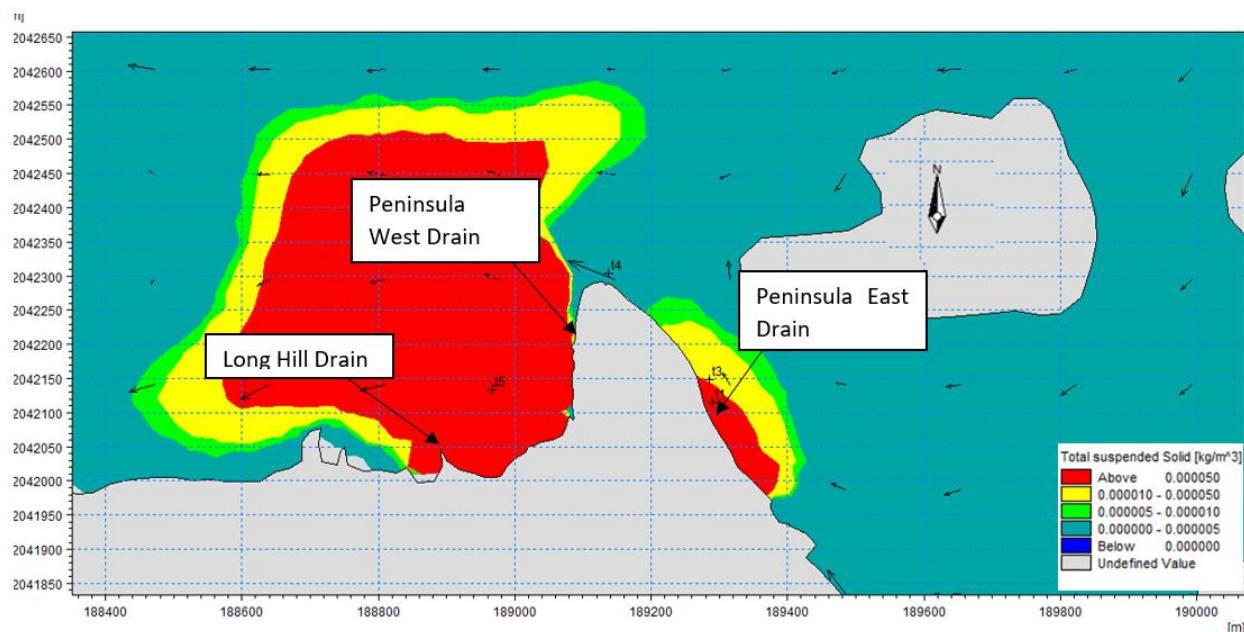 2042650
2042600
2042550
2042500
2042450
2042400
2042350
2042300
2042250
2042200
2042150
2042100
2042050
2042000
2041950
2041900
2041850
N
Peninsula
West Drain
t4
Peninsula East
Drain
Long Hill Drain
t3
t5
Total suspended Solid [kg/m^3]
Above 0.000050
0.000010 - 0.000050
0.000005 - 0.000010
0.000000 - 0.000005
Below 0.000000
Undefined Value
188400 188600 188800 189000 189200 189400 189600 189800 190000